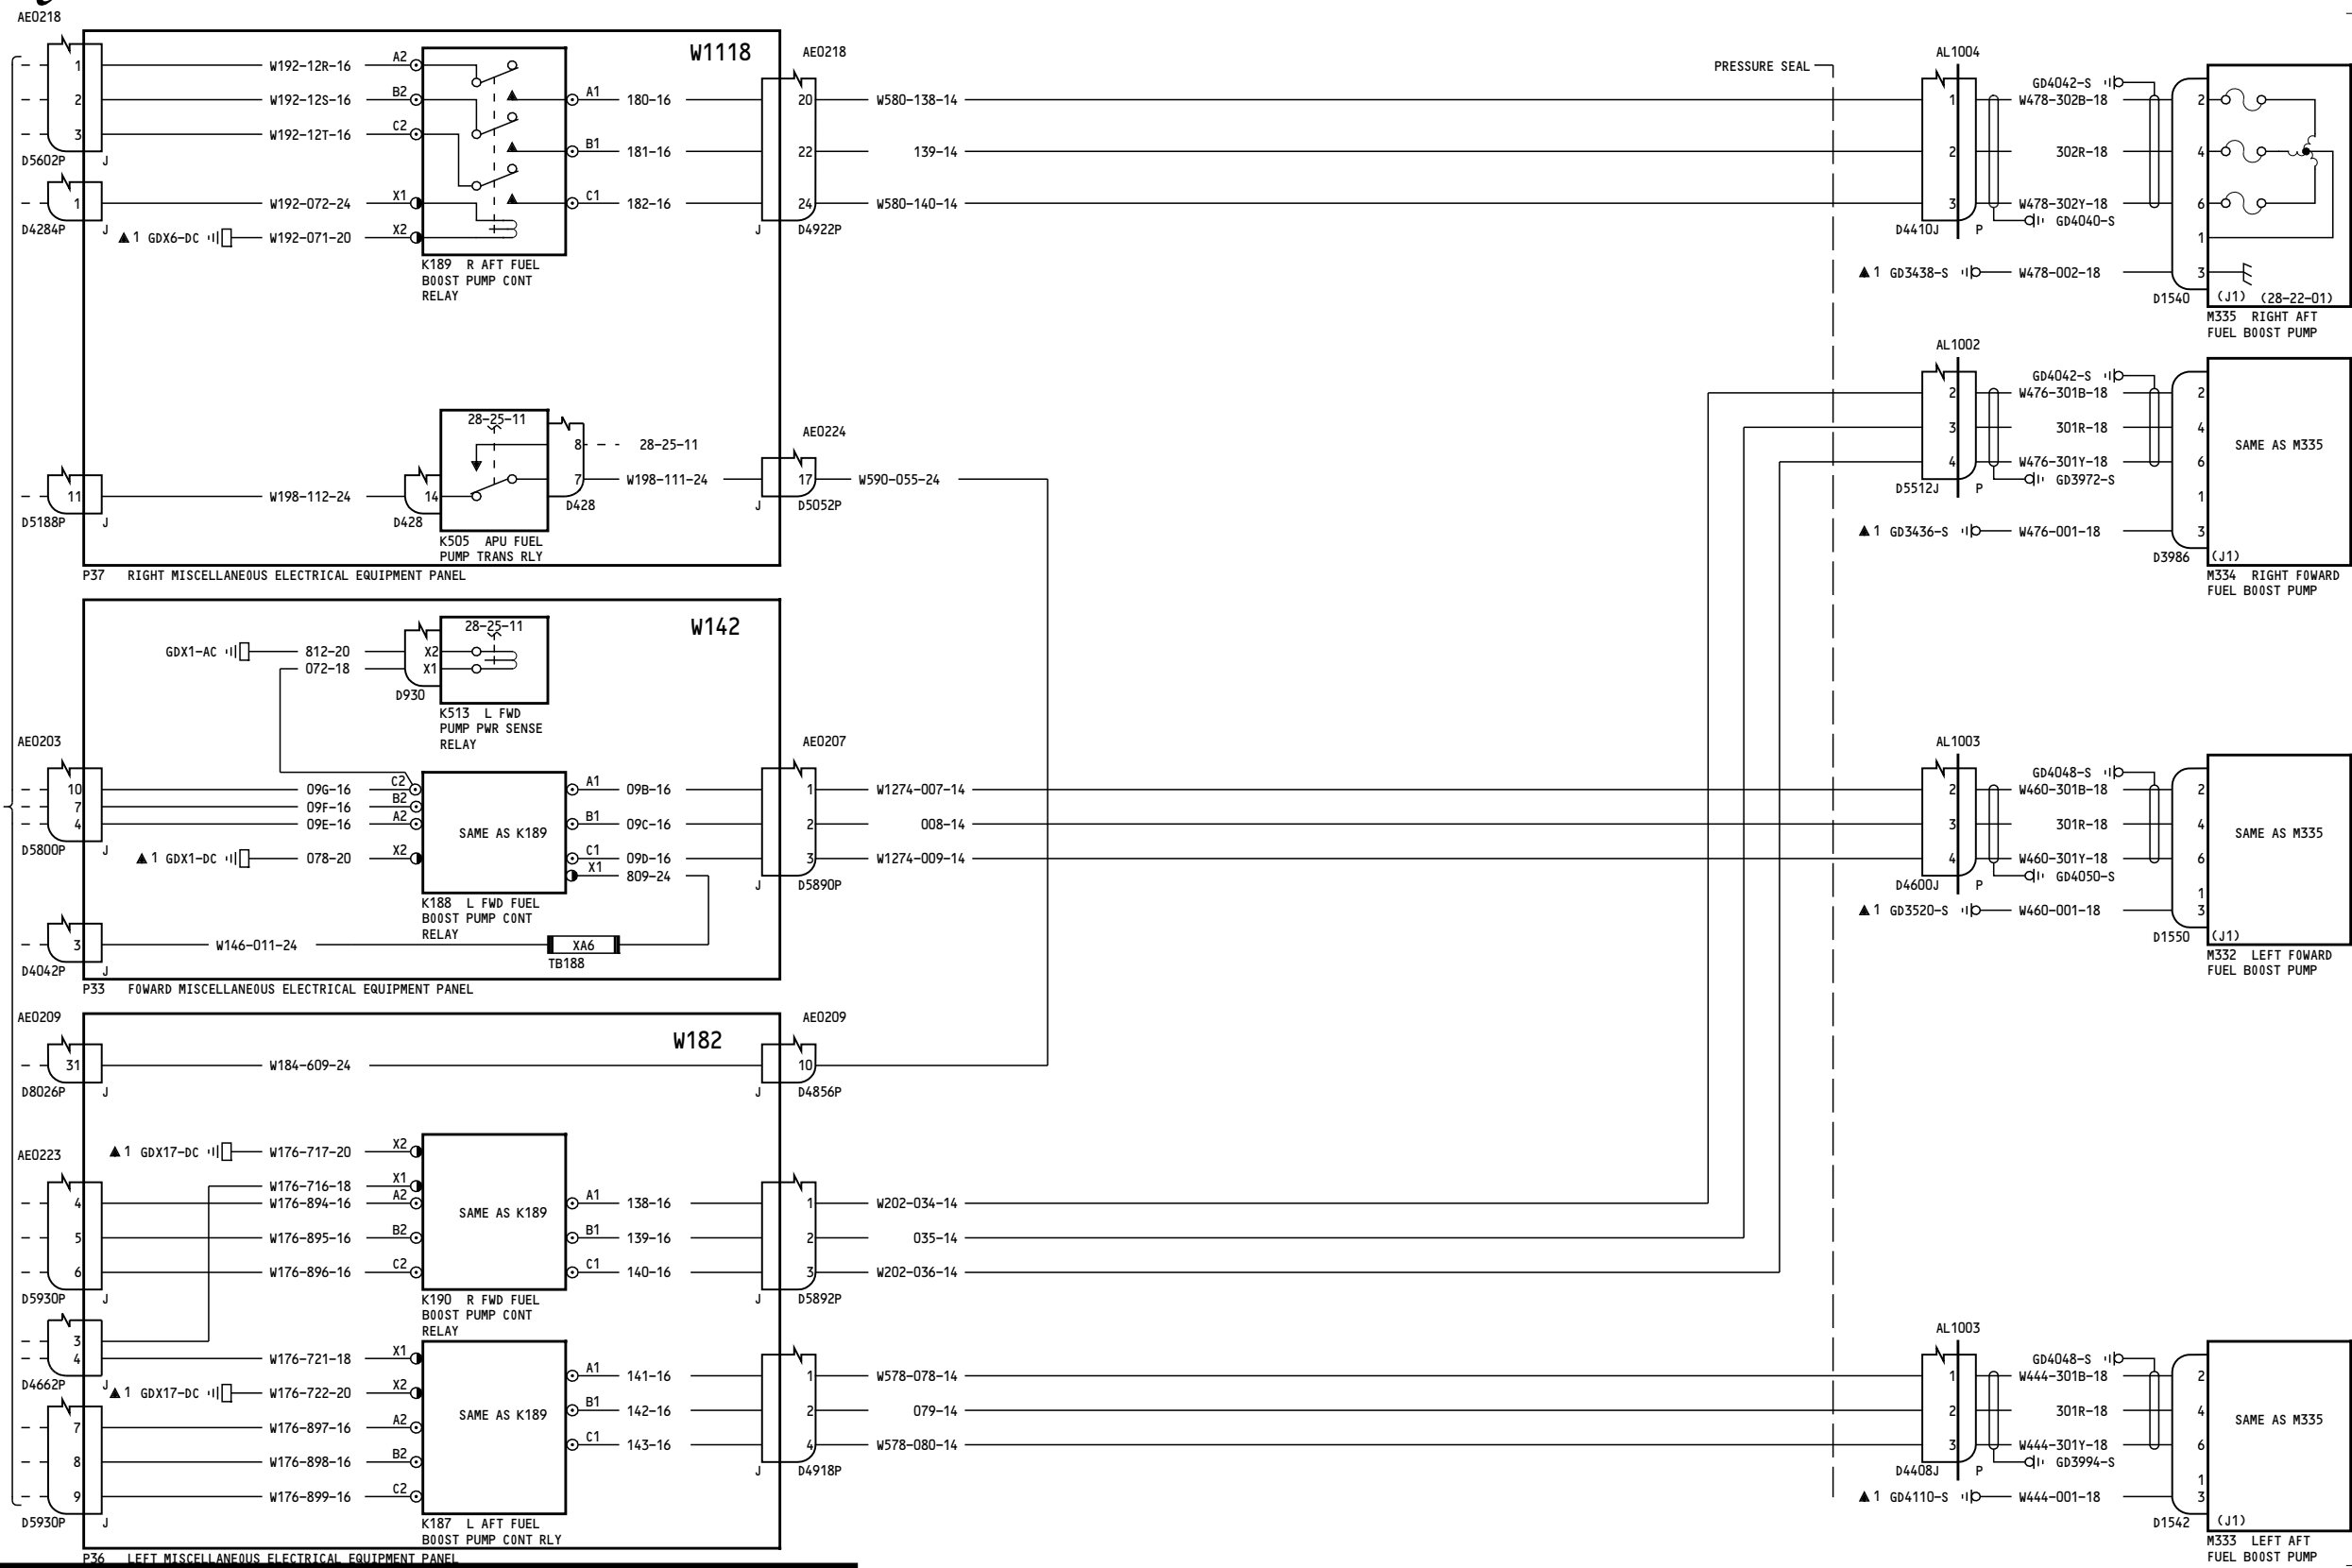 AE0218
W1118
AE0218
1 W192-12R-16 A2
2 W192-12S-16 B2
3 W192-12T-16 C2
D5602P J
1 W192-072-24 X1
D4284P J
1 GDX6-DC W192-071-20 X2
A1 180-16 20 W580-138-14
B1 181-16 22 139-14
C1 182-16 24 W580-140-14
J D4922P
K189 R AFT FUEL
BOOST PUMP CONT
RELAY
PRESSURE SEAL
AL1004
GD4042-S
1 W478-302B-18 2
2 302R-18 4
3 W478-302Y-18 6
D4410J P GD4040-S
1
1 GD3438-S W478-002-18 3
D1540 (J1) (28-22-01)
M335 RIGHT AFT
FUEL BOOST PUMP
28-25-11
8 28-25-11
AE0224
7 W198-111-24 17 W590-055-24
11 W198-112-24 14
D5188P J D428 D428 J D5052P
K505 APU FUEL
PUMP TRANS RLY
P37 RIGHT MISCELLANEOUS ELECTRICAL EQUIPMENT PANEL
AL1002
GD4042-S
2 W476-301B-18 2
3 301R-18 4
SAME AS M335
4 W476-301Y-18 6
D5512J P GD3972-S
1
1 GD3436-S W476-001-18 3
D3986 (J1)
M334 RIGHT FOWARD
FUEL BOOST PUMP
W142
28-25-11
GDX1-AC 812-20 X2
072-18 X1
D930
K513 L FWD
PUMP PWR SENSE
RELAY
AE0203
AE0207
10 09G-16 C2
7 09F-16 B2
4 09E-16 A2
D5800P J
1 GDX1-DC 078-20 X2
SAME AS K189
A1 09B-16 1 W1274-007-14
B1 09C-16 2 008-14
C1 09D-16 3 W1274-009-14
X1 809-24
J D5890P
K188 L FWD FUEL
BOOST PUMP CONT
RELAY
3 W146-011-24 XA6
D4042P J TB188
P33 FOWARD MISCELLANEOUS ELECTRICAL EQUIPMENT PANEL
AL1003
GD4048-S
2 W460-301B-18 2
3 301R-18 4
SAME AS M335
4 W460-301Y-18 6
D4600J P GD4050-S
1
1 GD3520-S W460-001-18 3
D1550 (J1)
M332 LEFT FOWARD
FUEL BOOST PUMP
AE0209
W182
AE0209
31 W184-609-24 10
D8026P J J D4856P
AE0223
1 GDX17-DC W176-717-20 X2
W176-716-18 X1
4 W176-894-16 A2
5 W176-895-16 B2
6 W176-896-16 C2
D5930P J
SAME AS K189
A1 138-16 1 W202-034-14
B1 139-16 2 035-14
C1 140-16 3 W202-036-14
J D5892P
K190 R FWD FUEL
BOOST PUMP CONT
RELAY
3
4 W176-721-18 X1
D4662P J
1 GDX17-DC W176-722-20 X2
7 W176-897-16 A2
8 W176-898-16 B2
9 W176-899-16 C2
D5930P J
SAME AS K189
A1 141-16 1 W578-078-14
B1 142-16 2 079-14
C1 143-16 4 W578-080-14
J D4918P
K187 L AFT FUEL
BOOST PUMP CONT RLY
P36 LEFT MISCELLANEOUS ELECTRICAL EQUIPMENT PANEL
AL1003
GD4048-S
1 W444-301B-18 2
2 301R-18 4
SAME AS M335
3 W444-301Y-18 6
D4408J P GD3994-S
1
1 GD4110-S W444-001-18 3
D1542 (J1)
M333 LEFT AFT
FUEL BOOST PUMP